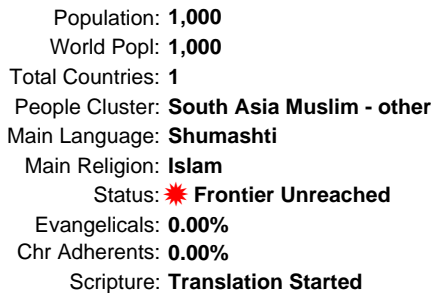 Population: 1,000
World Popl: 1,000
Total Countries: 1
People Cluster: South Asia Muslim - other
Main Language: Shumashti
Main Religion: Islam
Status: Frontier Unreached
Evangelicals: 0.00%
Chr Adherents: 0.00%
Scripture: Translation Started